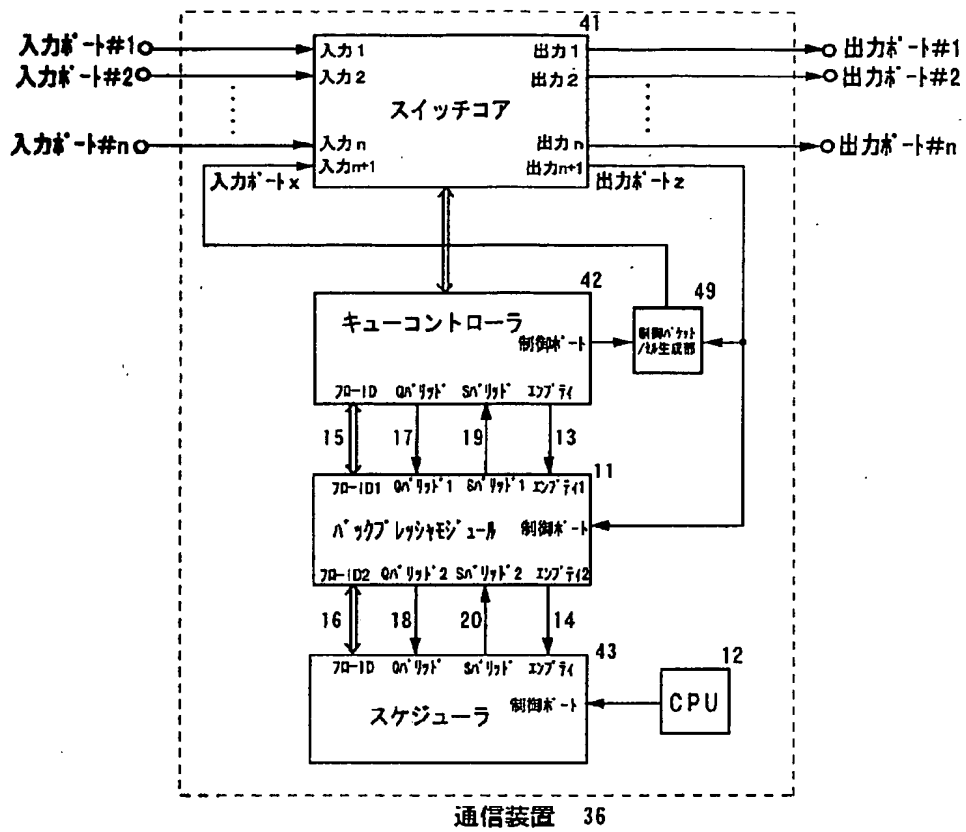 41
入力ポート#1
入力1
出力1
出力ポート#1
入力ポート#2
入力2
出力2
出力ポート#2
スイッチコア
入力ポート#n
入力n
出力n
出力ポート#n
入力n+1
出力n+1
入力ポートx
出力ポートz
42
49
キューコントローラ
制御ポート
制御パケット
/セル生成部
フローID Qバリッド Sバリッド エンプティ
15 17 19 13
11
フローID1 Qバリッド1 Sバリッド1 エンプティ1
バックプレッシャモジュール
制御ポート
フローID2 Qバリッド2 Sバリッド2 エンプティ2
16 18 20 14
43
12
フローID Qバリッド Sバリッド エンプティ
制御ポート
CPU
スケジューラ
通信装置 36